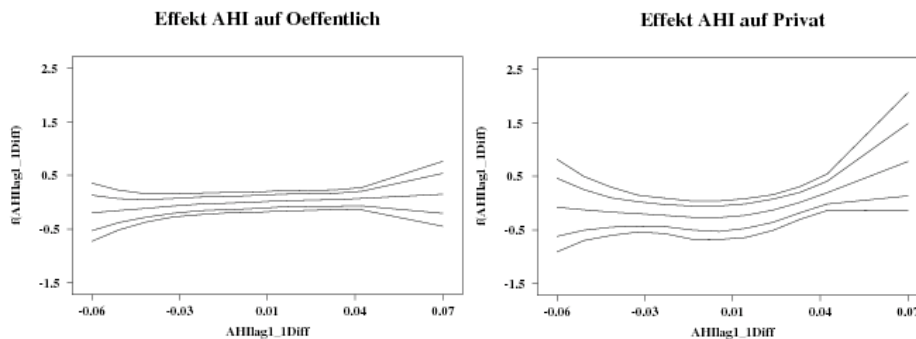 Effekt AHI auf Oeffentlich
2.5
1.5
0.5
-0.5
-1.5
f(AHIlag1_1Diff)
-0.06 -0.03 0.01 0.04 0.07
AHIlag1_1Diff
Effekt AHI auf Privat
2.5
1.5
0.5
-0.5
-1.5
f(AHIlag1_1Diff)
-0.06 -0.03 0.01 0.04 0.07
AHIlag1_1Diff